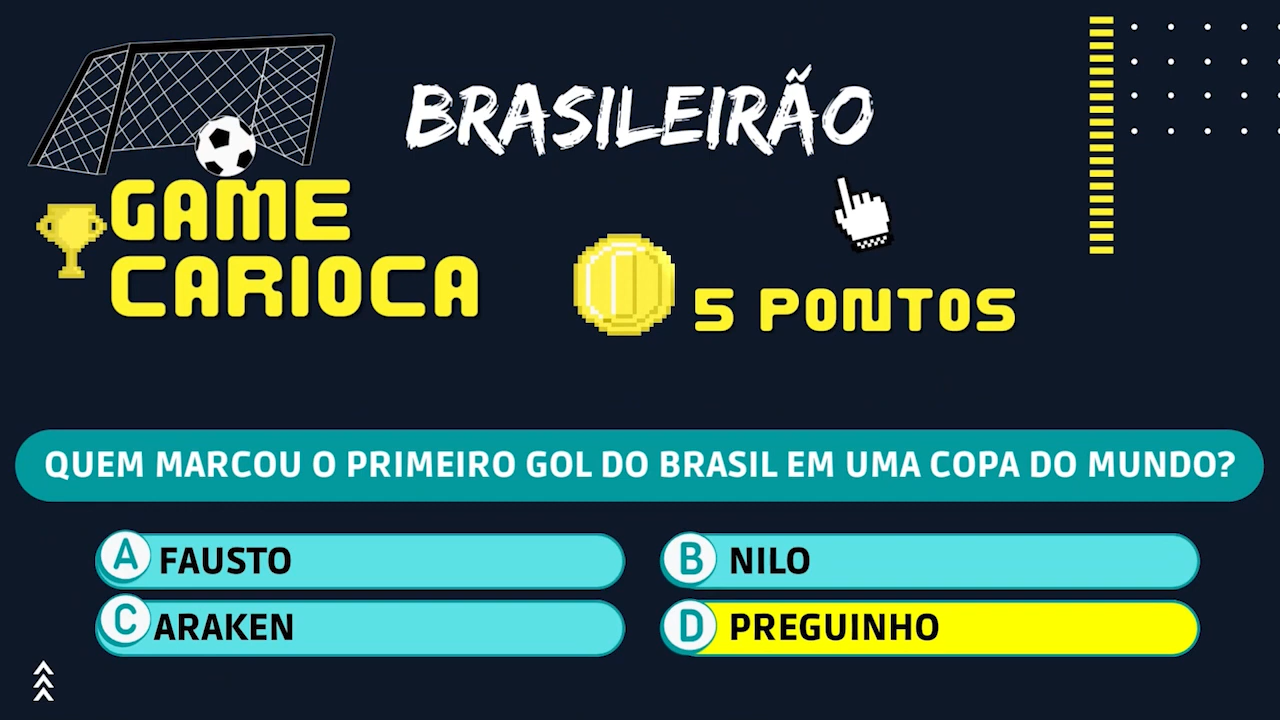 BRASILEIRÃO
GAME
CARIOCA
5 PONTOS
QUEM MARCOU O PRIMEIRO GOL DO BRASIL EM UMA COPA DO MUNDO?
A FAUSTO
B NILO
C ARAKEN
D PREGUINHO